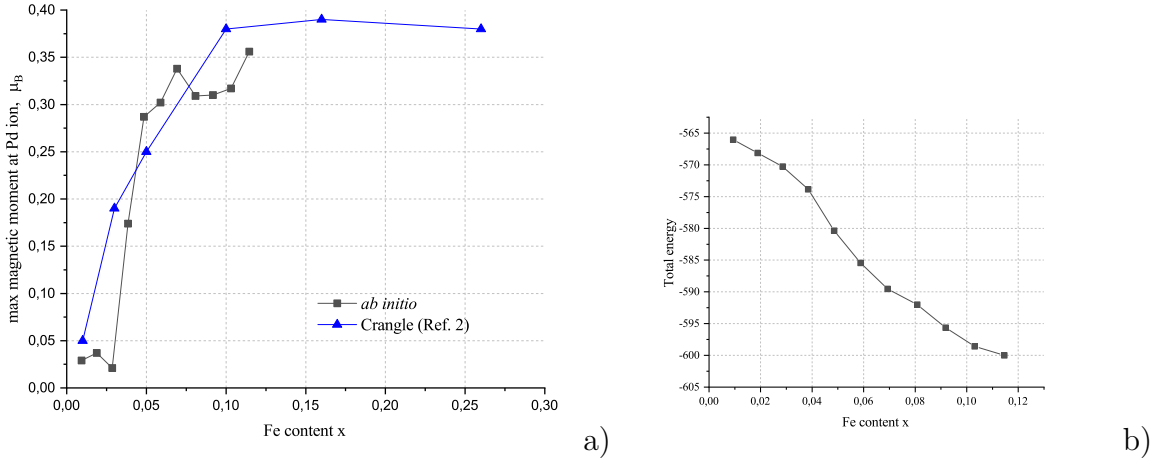 max magnetic moment at Pd ion, μB
0,40
0,35
0,30
0,25
0,20
0,15
0,10
0,05
0,00
0,00 0,05 0,10 0,15 0,20 0,25 0,30
Fe content x
ab initio
Crangle (Ref. 2)
a)
Total energy
-565
-570
-575
-580
-585
-590
-595
-600
-605
0,00 0,02 0,04 0,06 0,08 0,10 0,12
Fe content x
b)